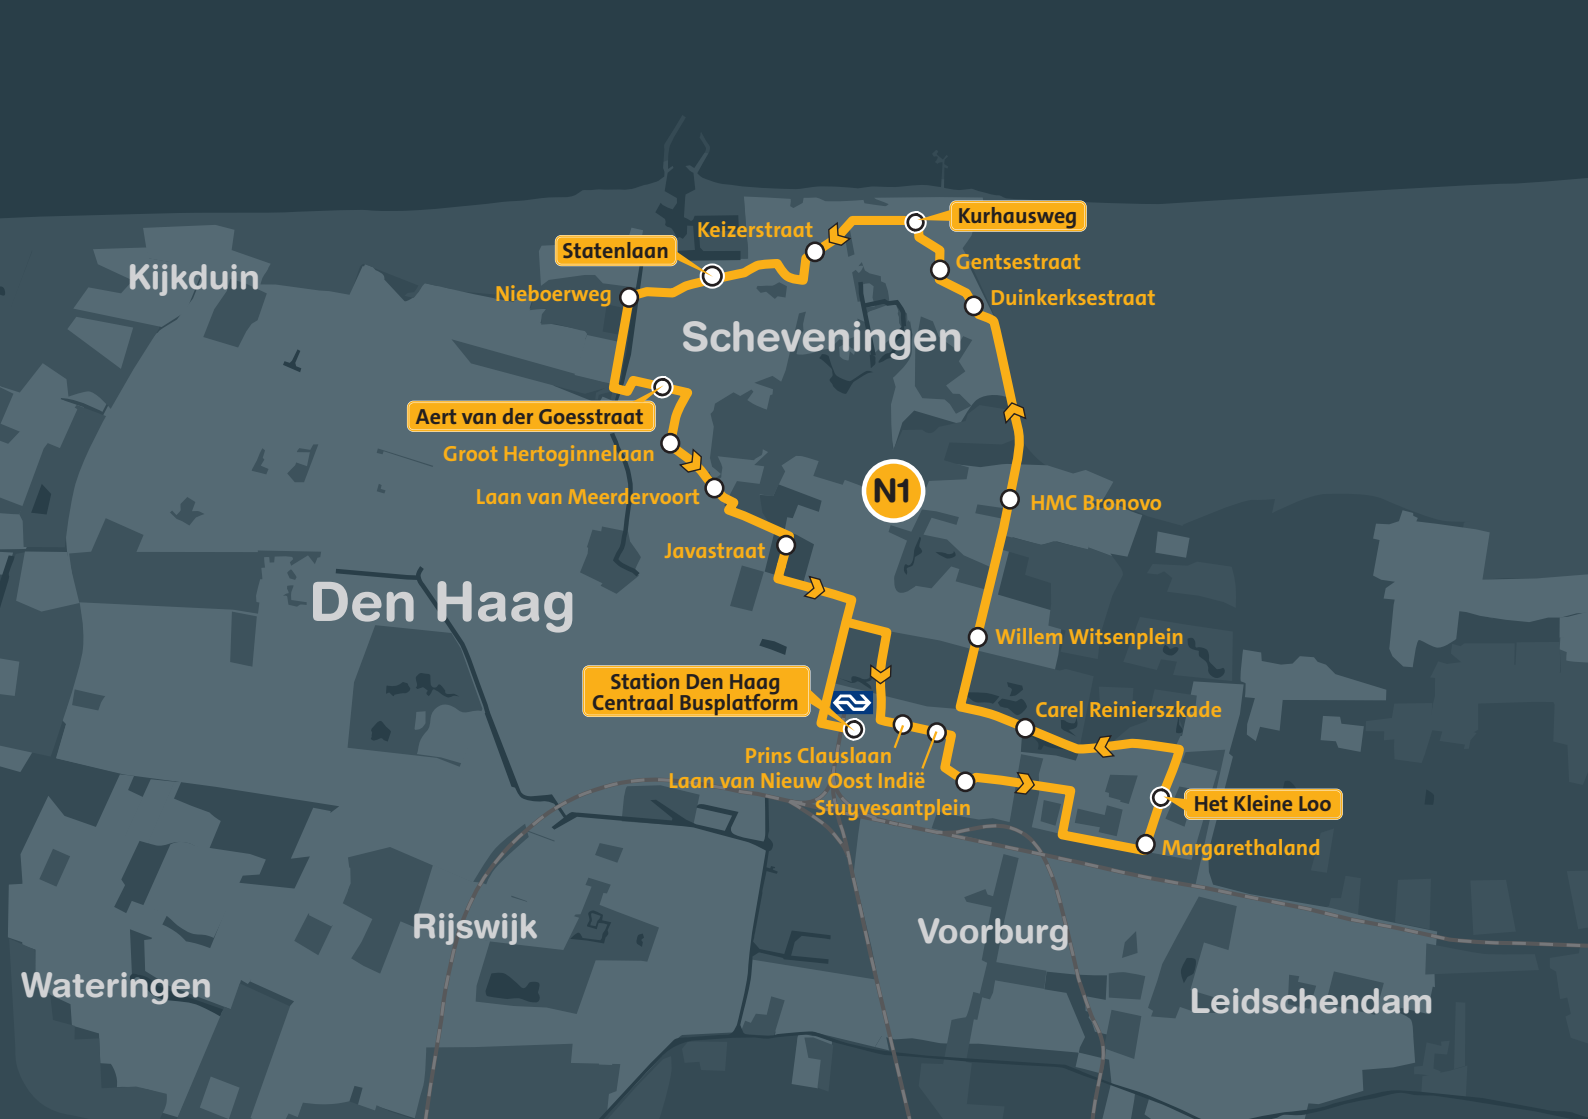 Kurhausweg
Keizerstraat
Statenlaan
Gentsestraat
Kijkduin
Nieboerweg
Duinkerksestraat
Scheveningen
Aert van der Goesstraat
Groot Hertoginnelaan
Laan van Meerdervoort
N1
HMC Bronovo
Javastraat
Den Haag
Willem Witsenplein
Station Den Haag
Centraal Busplatform
Carel Reinierszkade
Prins Clauslaan
Laan van Nieuw Oost Indië
Stuyvesantplein
Het Kleine Loo
Margarethaland
Rijswijk
Voorburg
Wateringen
Leidschendam